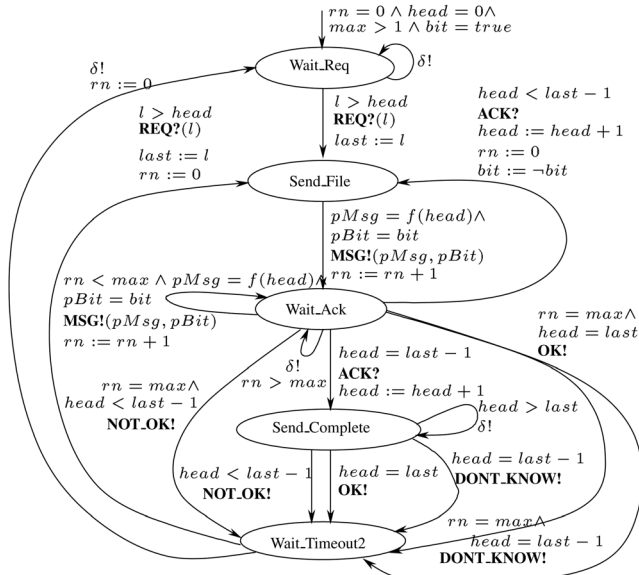 rn = 0 ∧ head = 0∧
max > 1 ∧ bit = true
Wait_Req
δ!
δ!
rn := 0
l > head
REQ?(l)
last := l
rn := 0
l > head
REQ?(l)
last := l
head < last − 1
ACK?
head := head + 1
rn := 0
bit := ¬bit
Send_File
pMsg = f(head)∧
pBit = bit
MSG!(pMsg, pBit)
rn := rn + 1
rn < max ∧ pMsg = f(head)∧
pBit = bit
MSG!(pMsg, pBit)
rn := rn + 1
Wait_Ack
δ!
rn > max
head = last − 1
ACK?
head := head + 1
rn = max∧
head = last
OK!
rn = max∧
head < last − 1
NOT_OK!
Send_Complete
head > last
δ!
head < last − 1
NOT_OK!
head = last
OK!
head = last − 1
DONT_KNOW!
Wait_Timeout2
rn = max∧
head = last − 1
DONT_KNOW!